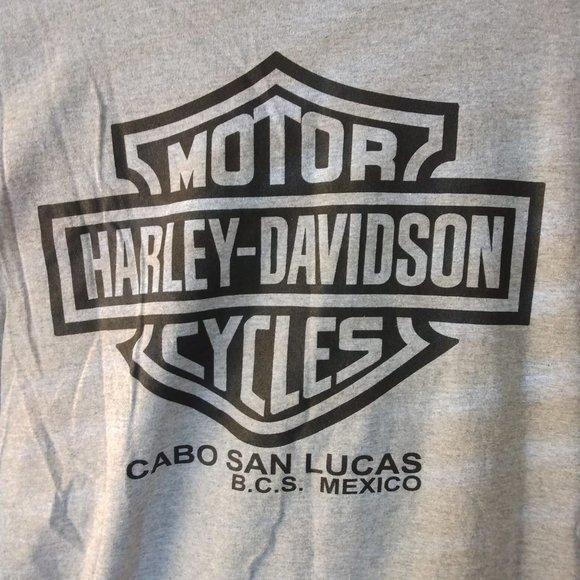 MOTOR
HARLEY-DAVIDSON
CYCLES
CABO SAN LUCAS
B.C.S. MEXICO